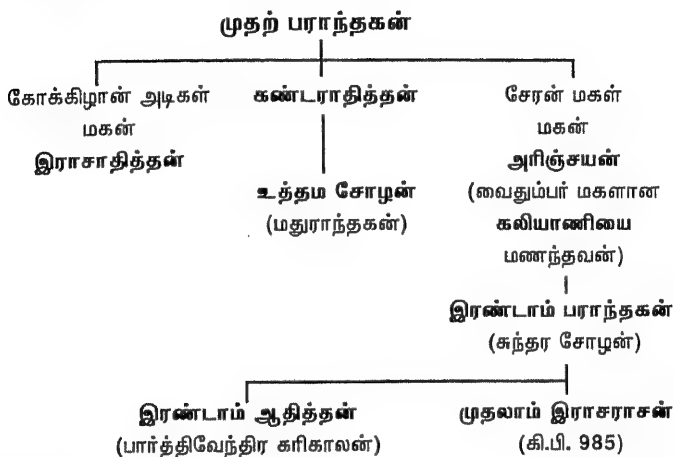 முதற் பராந்தகன்
கோக்கிழான் அடிகள்
மகன்
இராசாதித்தன்
கண்டராதித்தன்
உத்தம சோழன்
(மதுராந்தகன்)
சேரன் மகள்
மகன்
அரிஞ்சயன்
(வைதும்பர் மகளான
கலியாணியை
மணந்தவன்)
இரண்டாம் பராந்தகன்
(சுந்தர சோழன்)
இரண்டாம் ஆதித்தன்
(பார்த்திவேந்திர கரிகாலன்)
முதலாம் இராசராசன்
(கி.பி. 985)